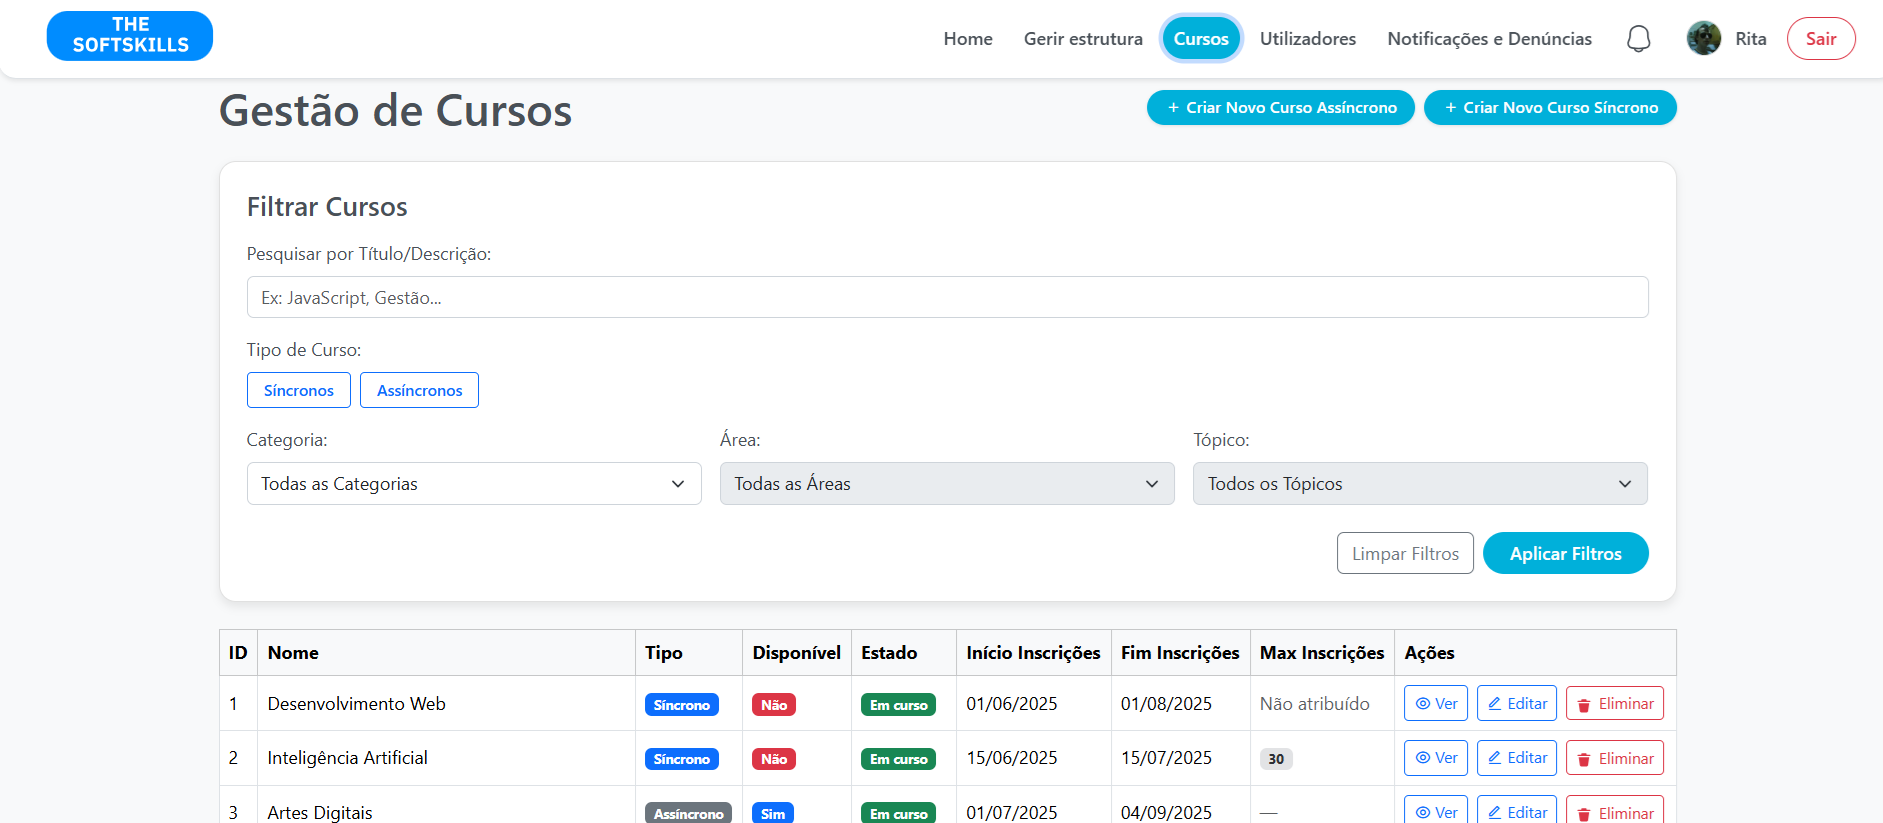 THE
SOFTSKILLS
Home Gerir estrutura Cursos Utilizadores Notificações e Denúncias Rita Sair
Gestão de Cursos
+ Criar Novo Curso Assíncrono + Criar Novo Curso Síncrono
Filtrar Cursos
Pesquisar por Título/Descrição:
Ex: JavaScript, Gestão...
Tipo de Curso:
Síncronos Assíncronos
Categoria: Área: Tópico:
Todas as Categorias Todas as Áreas Todos os Tópicos
Limpar Filtros Aplicar Filtros
ID Nome Tipo Disponível Estado Início Inscrições Fim Inscrições Max Inscrições Ações
1 Desenvolvimento Web Síncrono Não Em curso 01/06/2025 01/08/2025 Não atribuído Ver Editar Eliminar
2 Inteligência Artificial Síncrono Não Em curso 15/06/2025 15/07/2025 30 Ver Editar Eliminar
3 Artes Digitais Assíncrono Sim Em curso 01/07/2025 04/09/2025 — Ver Editar Eliminar